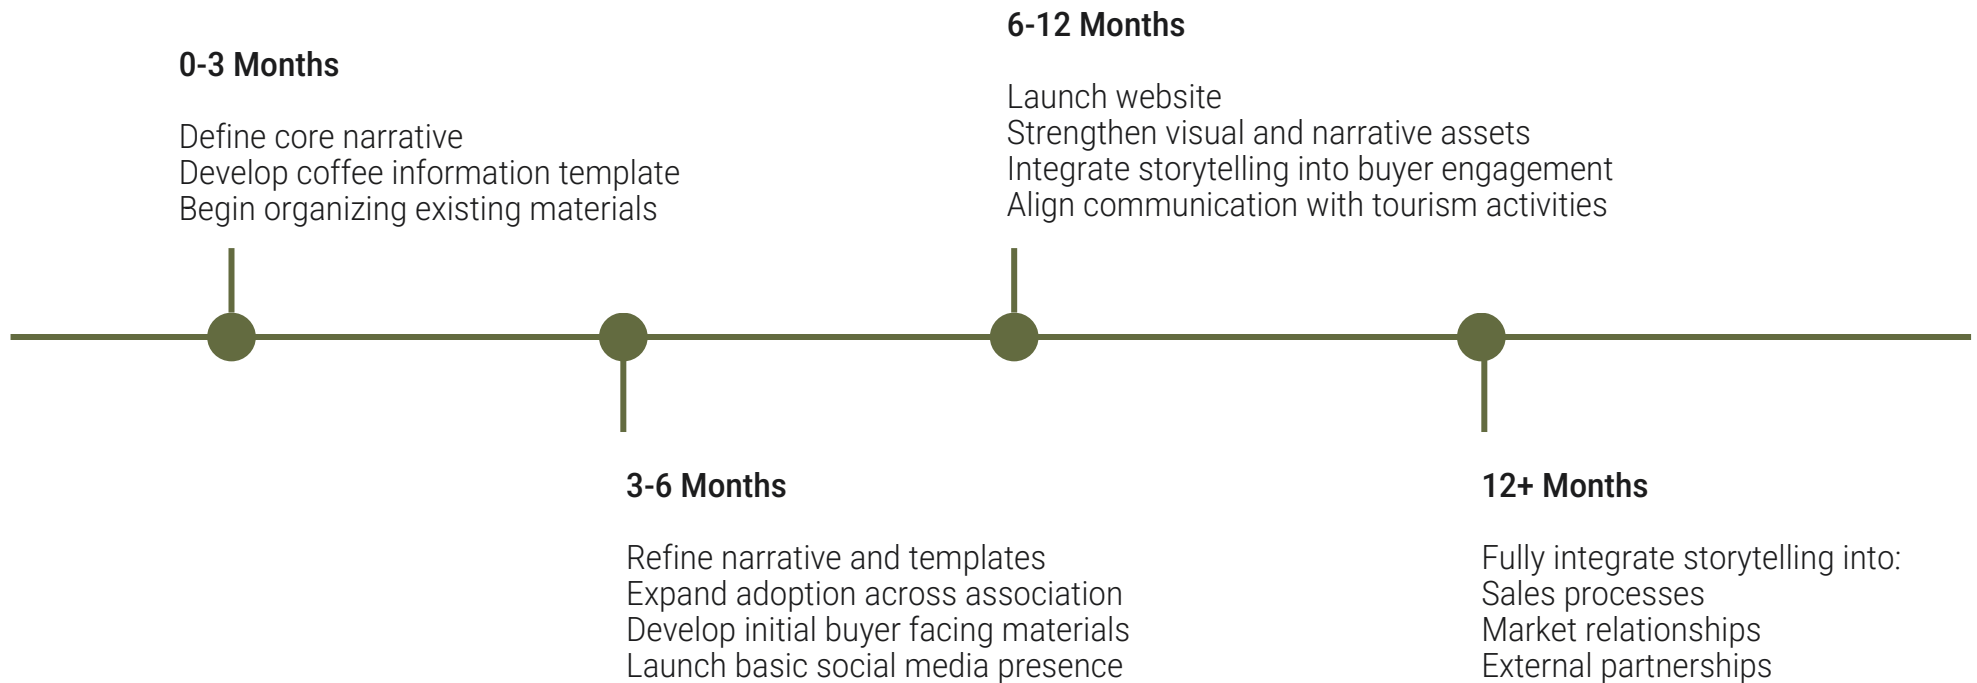 0-3 Months
Define core narrative
Develop coffee information template
Begin organizing existing materials
3-6 Months
Refine narrative and templates
Expand adoption across association
Develop initial buyer facing materials
Launch basic social media presence
6-12 Months
Launch website
Strengthen visual and narrative assets
Integrate storytelling into buyer engagement
Align communication with tourism activities
12+ Months
Fully integrate storytelling into:
Sales processes
Market relationships
External partnerships